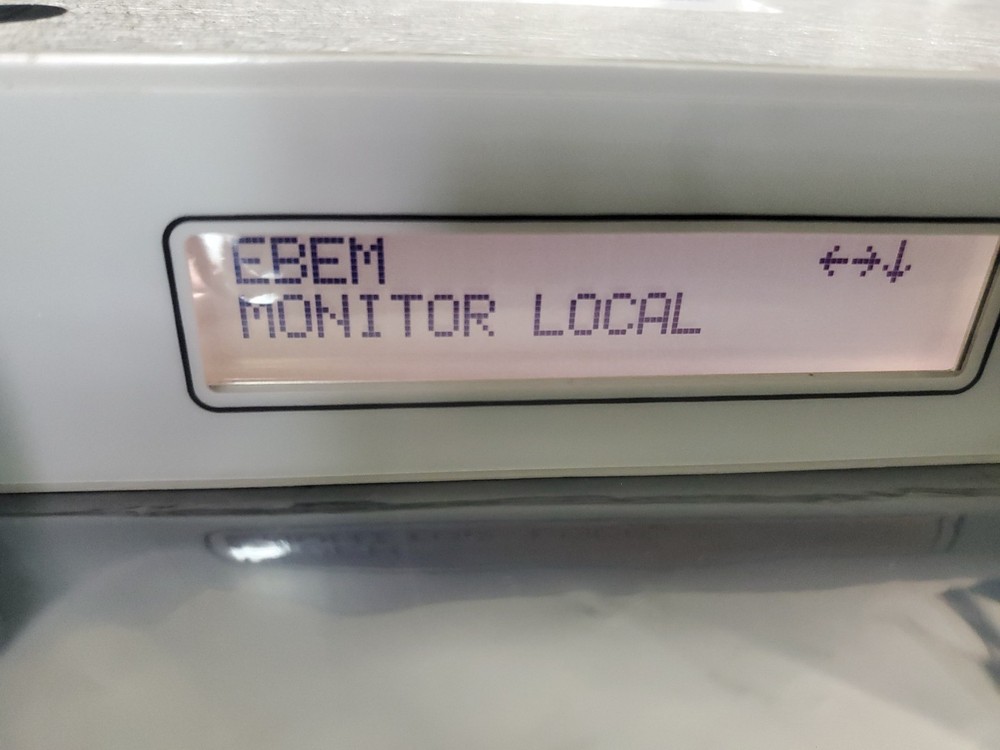 EBEM ←→↓
MONITOR LOCAL